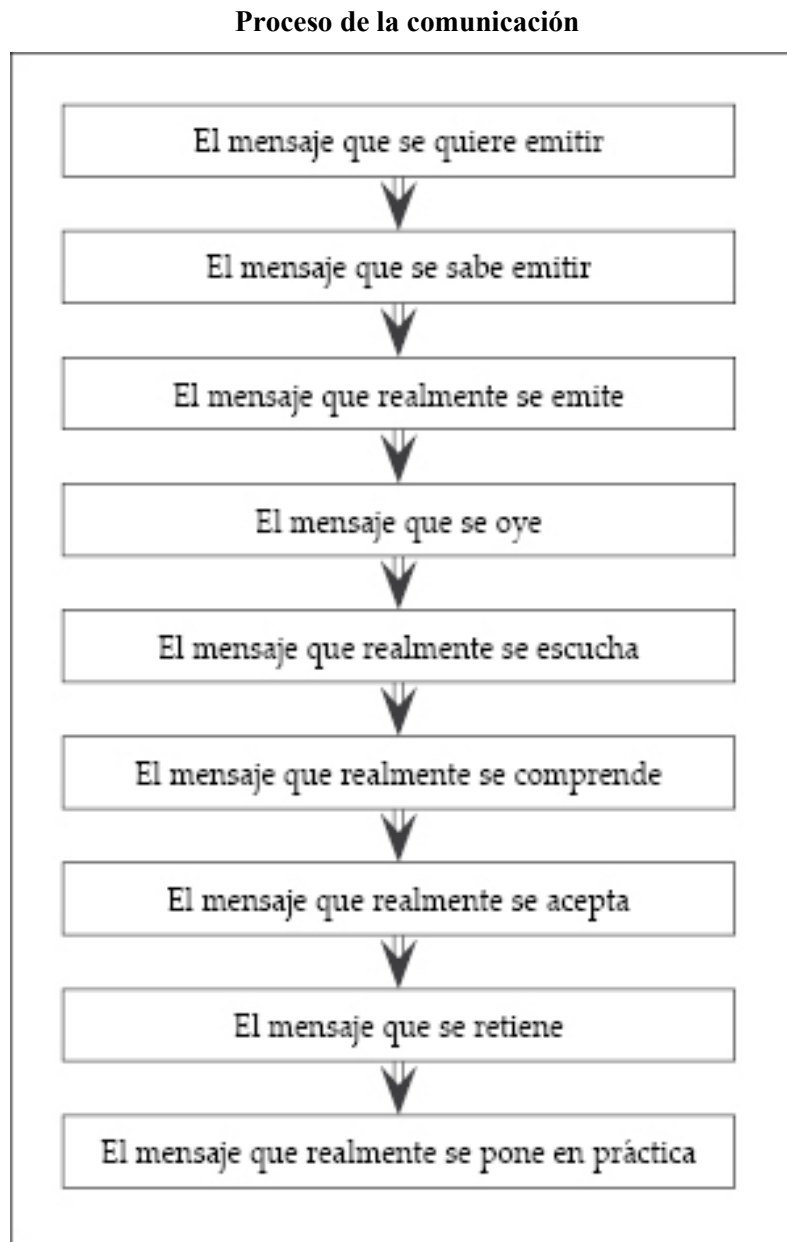 Proceso de la comunicación
El mensaje que se quiere emitir
El mensaje que se sabe emitir
El mensaje que realmente se emite
El mensaje que se oye
El mensaje que realmente se escucha
El mensaje que realmente se comprende
El mensaje que realmente se acepta
El mensaje que se retiene
El mensaje que realmente se pone en práctica